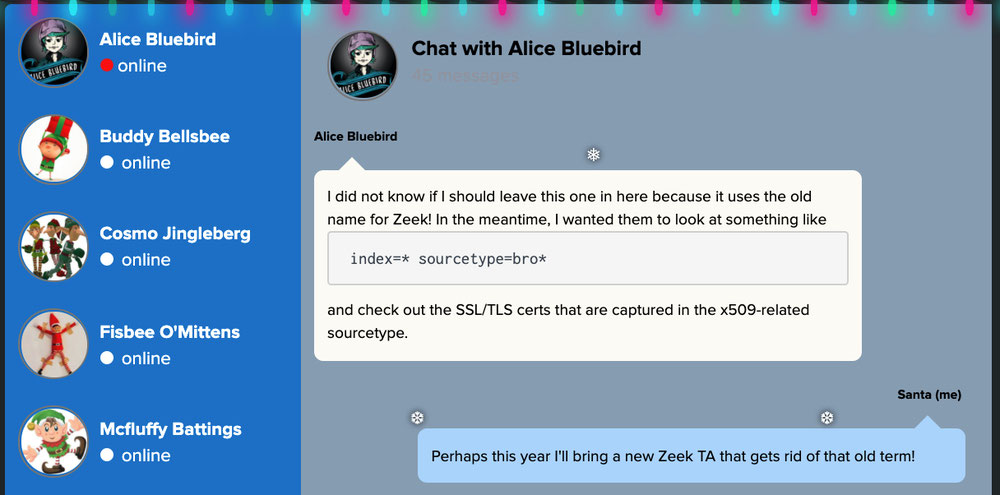 Alice Bluebird
online
Buddy Bellsbee
online
Cosmo Jingleberg
online
Fisbee O'Mittens
online
Mcfluffy Battings
online
ALICE BLUEBIRD
Chat with Alice Bluebird
45 messages
Alice Bluebird
I did not know if I should leave this one in here because it uses the old
name for Zeek! In the meantime, I wanted them to look at something like
index=* sourcetype=bro*
and check out the SSL/TLS certs that are captured in the x509-related
sourcetype.
Santa (me)
Perhaps this year I'll bring a new Zeek TA that gets rid of that old term!